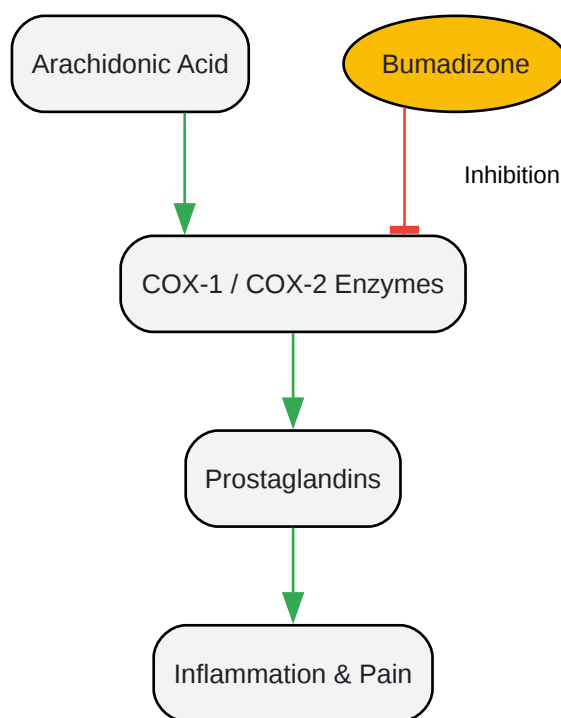 Arachidonic Acid
Bumadizone
Inhibition
COX-1 / COX-2 Enzymes
Prostaglandins
Inflammation & Pain